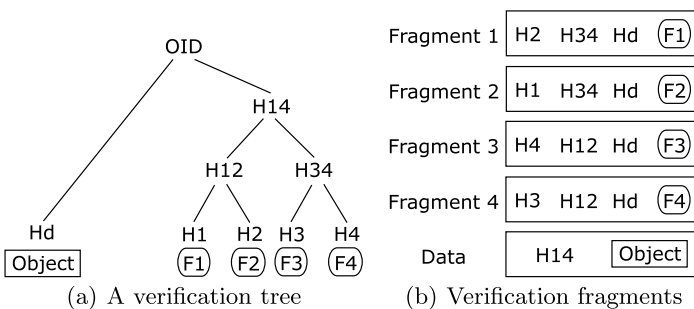 OID
H14
H12 H34
Hd H1 H2 H3 H4
Object F1 F2 F3 F4
(a) A verification tree
Fragment 1 H2 H34 Hd F1
Fragment 2 H1 H34 Hd F2
Fragment 3 H4 H12 Hd F3
Fragment 4 H3 H12 Hd F4
Data H14 Object
(b) Verification fragments